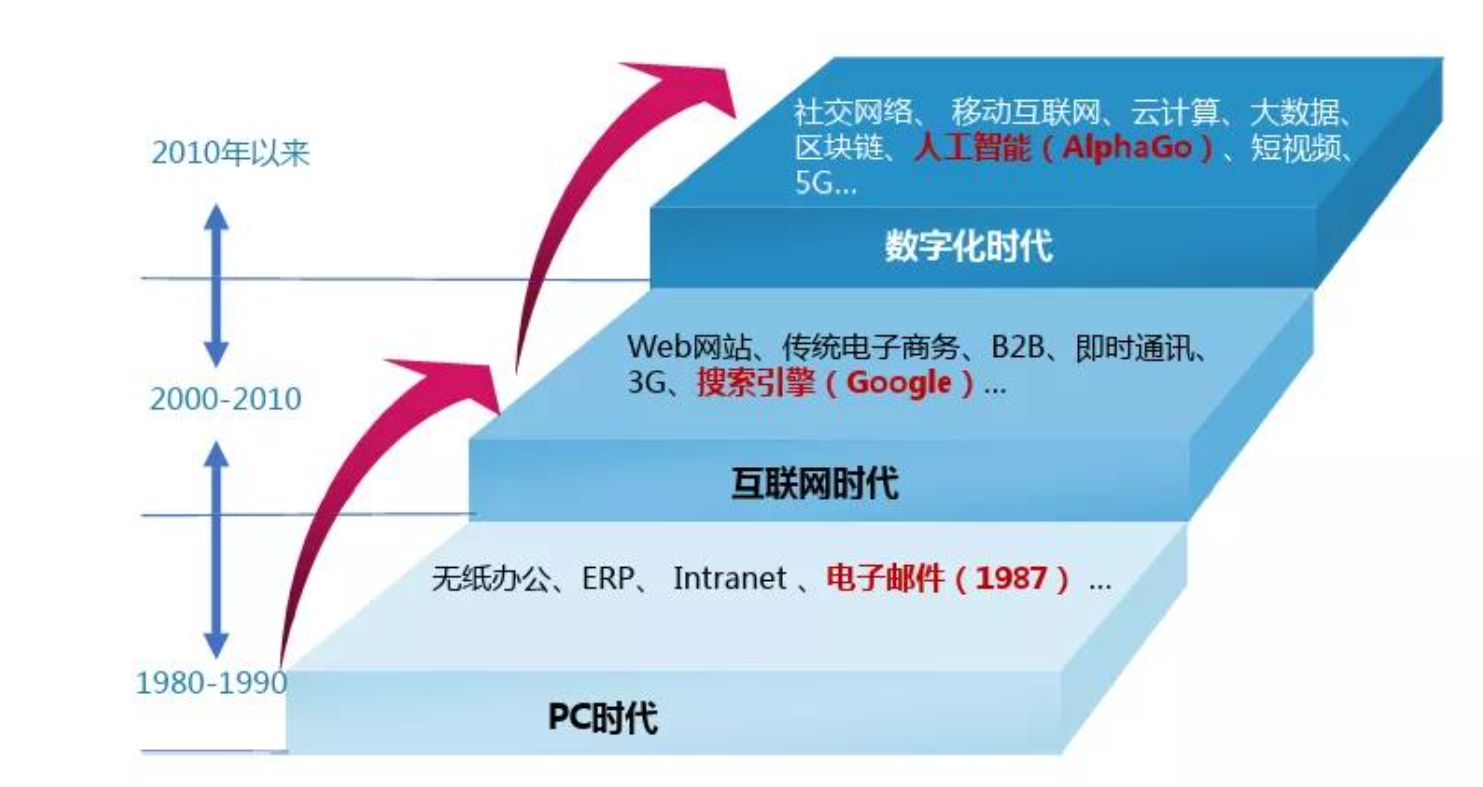 2010年以来
社交网络、 移动互联网、云计算、大数据、
区块链、人工智能（AlphaGo）、短视频、
5G...
数字化时代
2000-2010
Web网站、传统电子商务、B2B、即时通讯、
3G、搜索引擎（Google）...
互联网时代
1980-1990
无纸办公、ERP、 Intranet 、电子邮件（1987） ...
PC时代